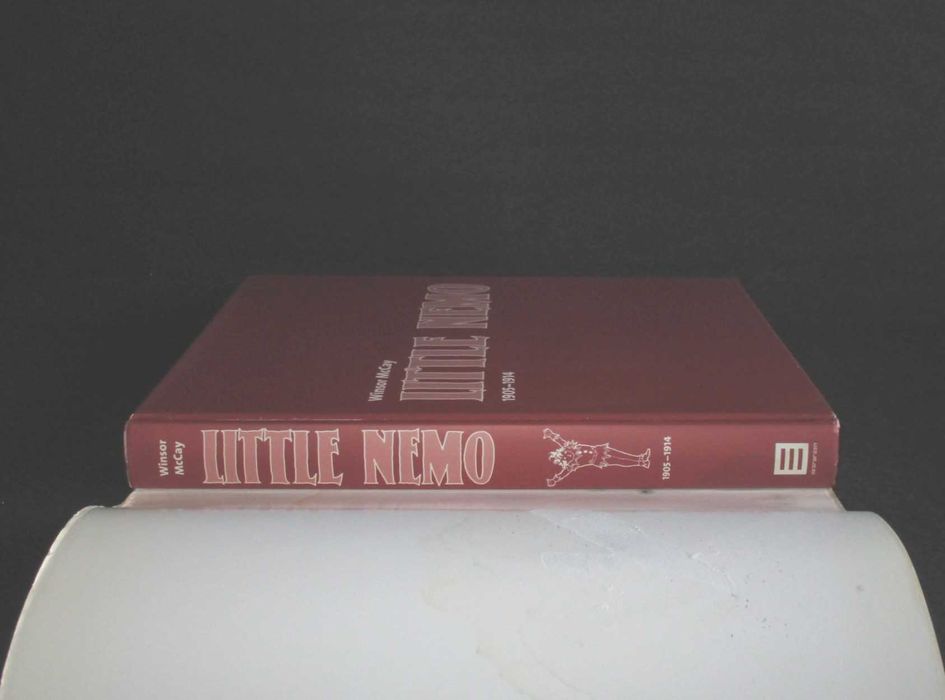 Winsor McCay
LITTLE NEMO
1905–1914
Winsor
McCay
LITTLE NEMO
1905–1914